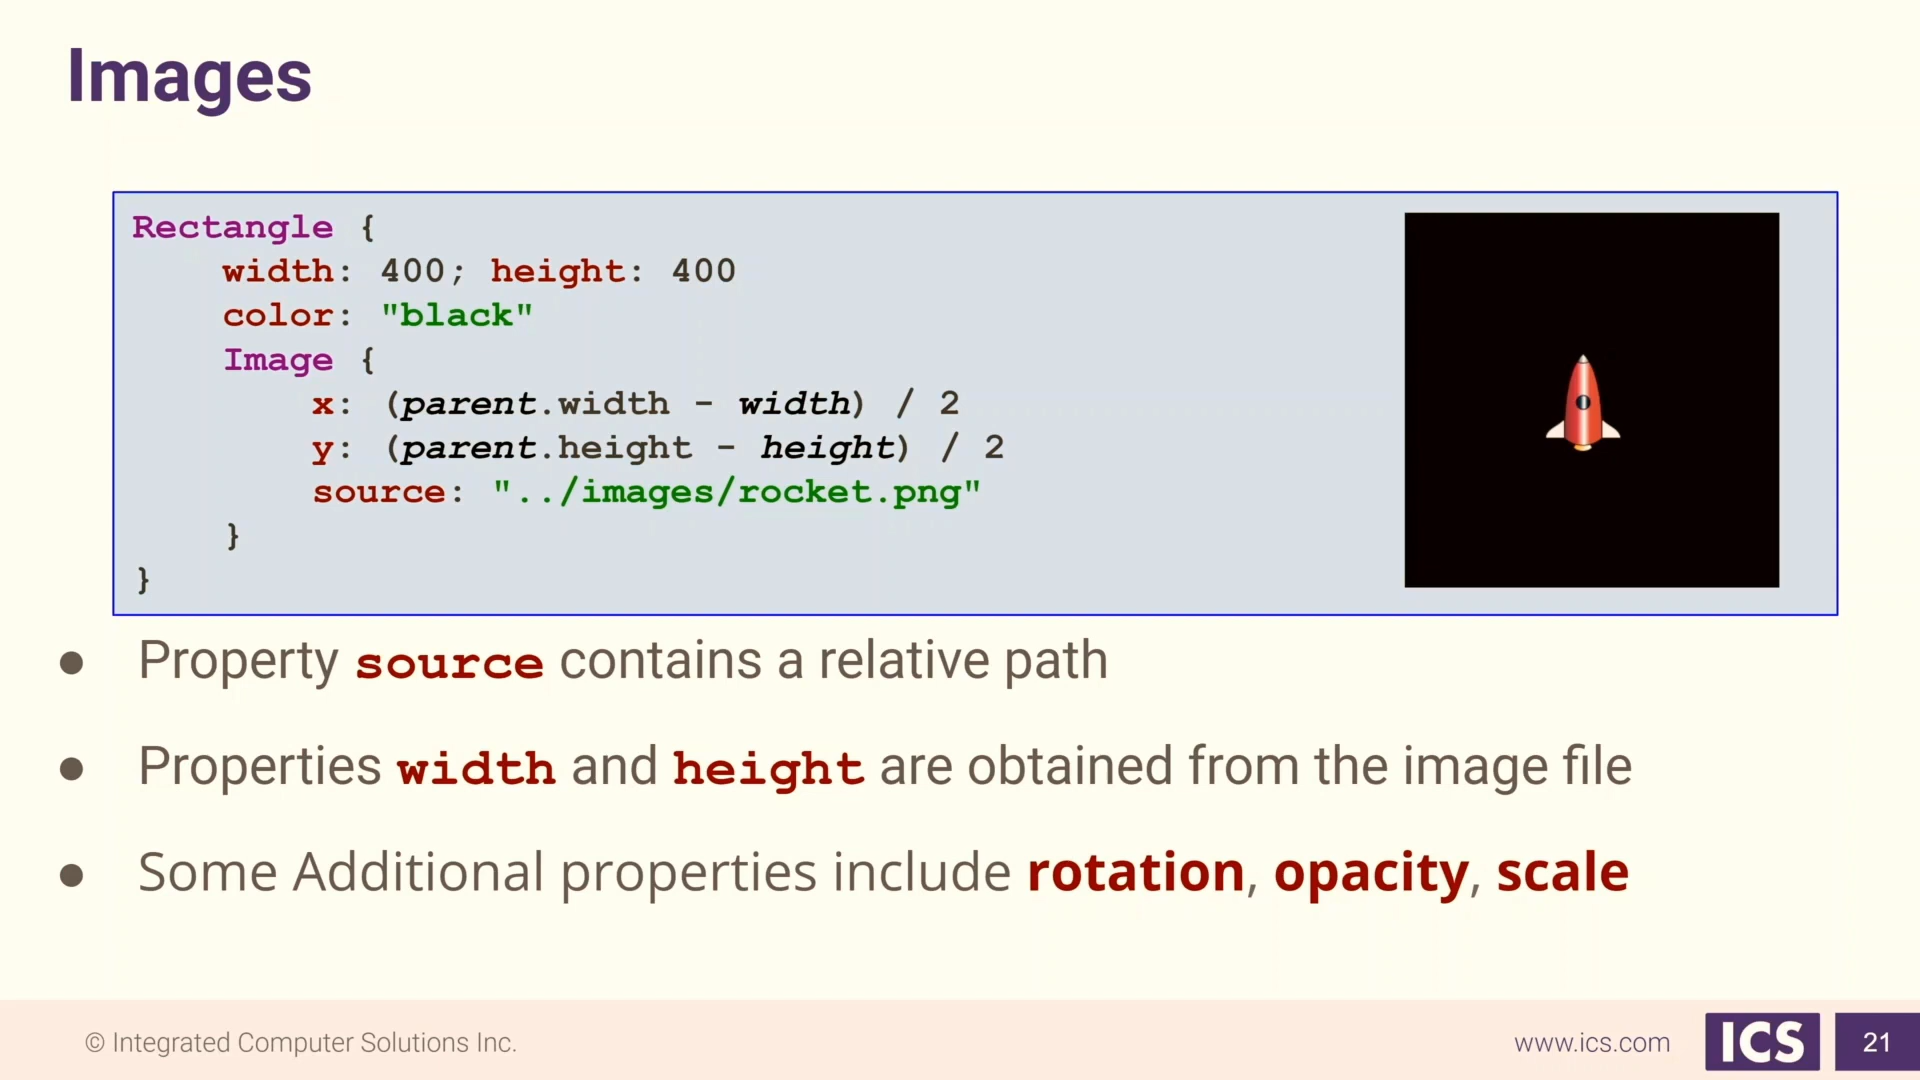 Images
Rectangle {
    width: 400; height: 400
    color: "black"
    Image {
        x: (parent.width - width) / 2
        y: (parent.height - height) / 2
        source: "../images/rocket.png"
    }
}
● Property source contains a relative path
● Properties width and height are obtained from the image file
● Some Additional properties include rotation, opacity, scale
© Integrated Computer Solutions Inc.
www.ics.com
ICS
21